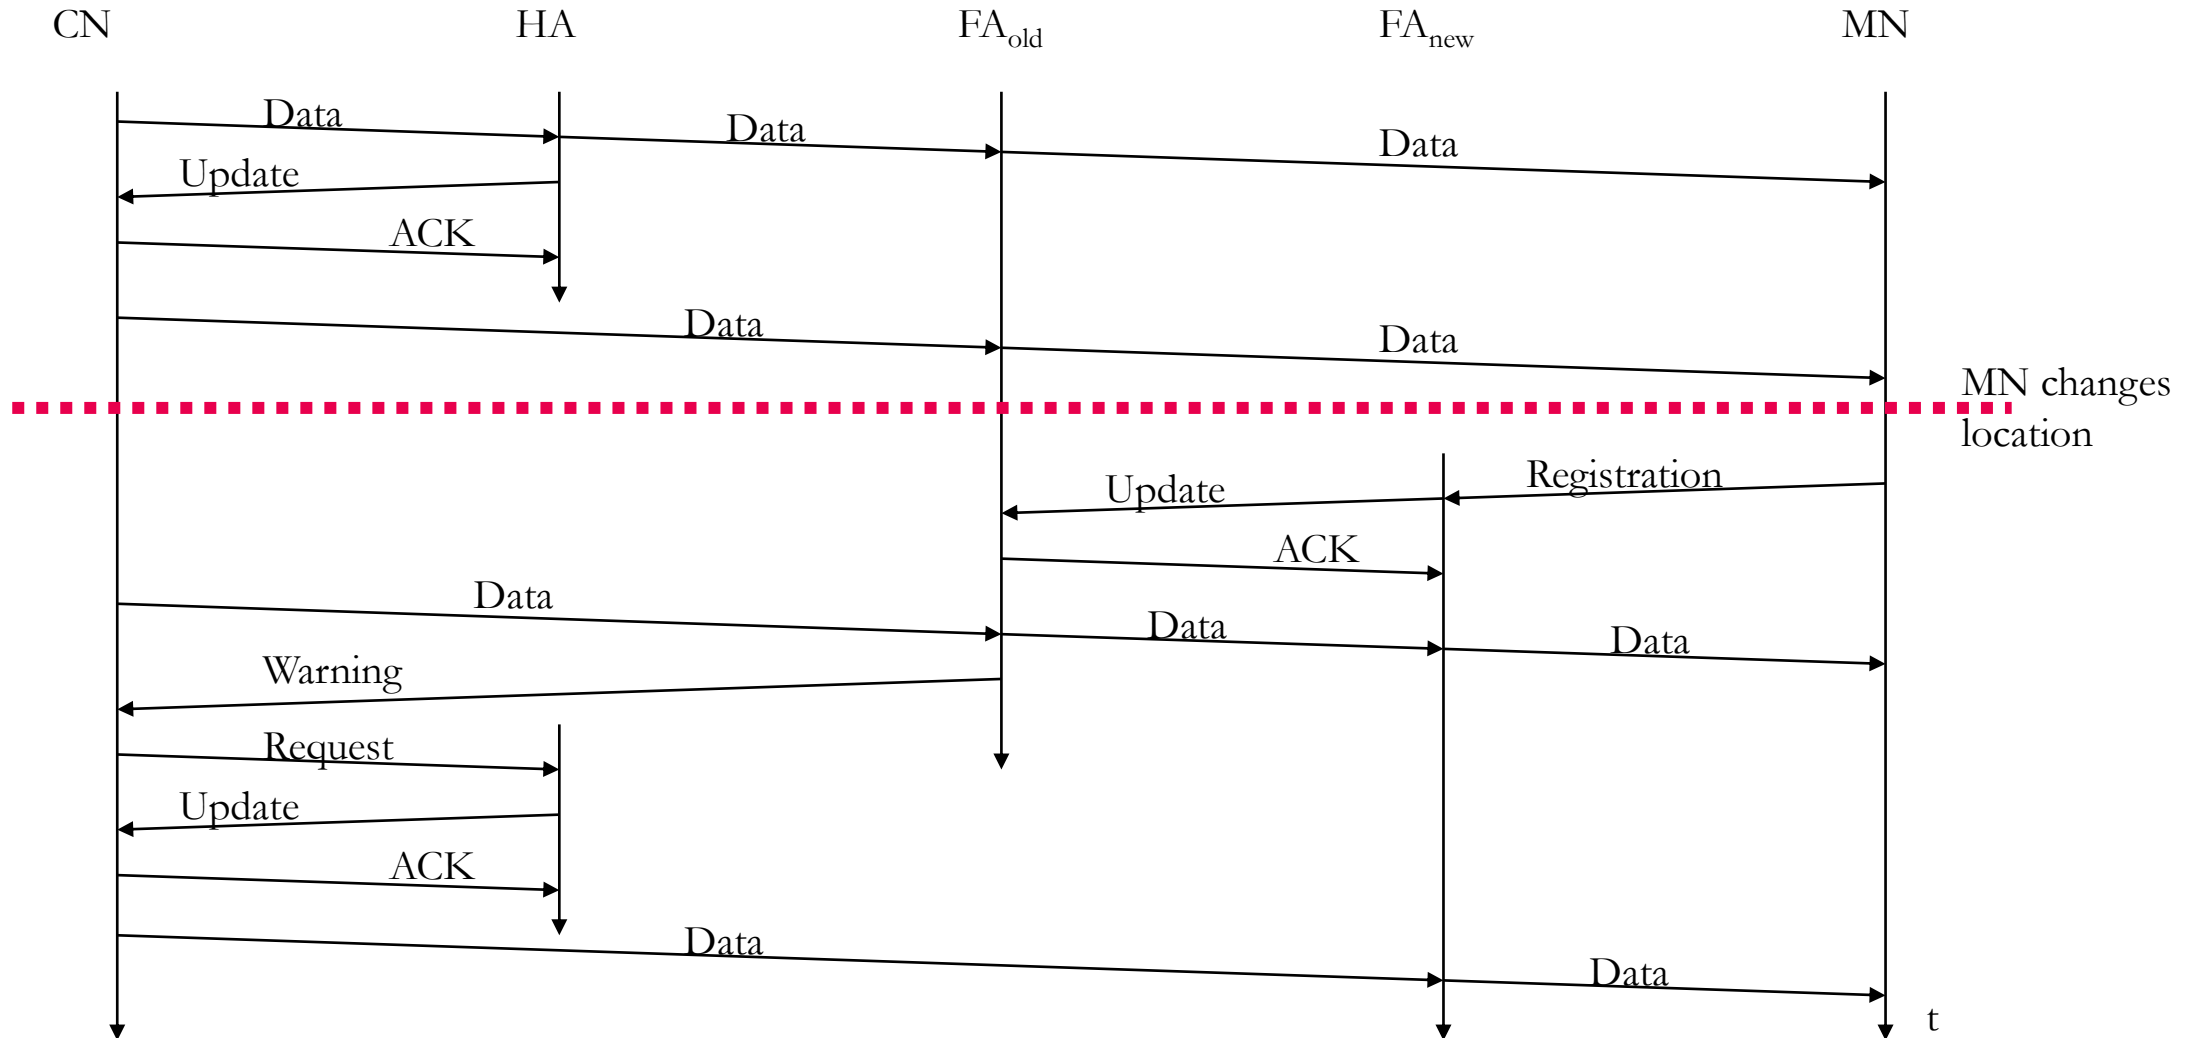 CN HA FAold FAnew MN
Data
Data
Data
Update
ACK
Data
Data
MN changes
location
Registration
Update
ACK
Data
Data
Data
Warning
Request
Update
ACK
Data
Data
t